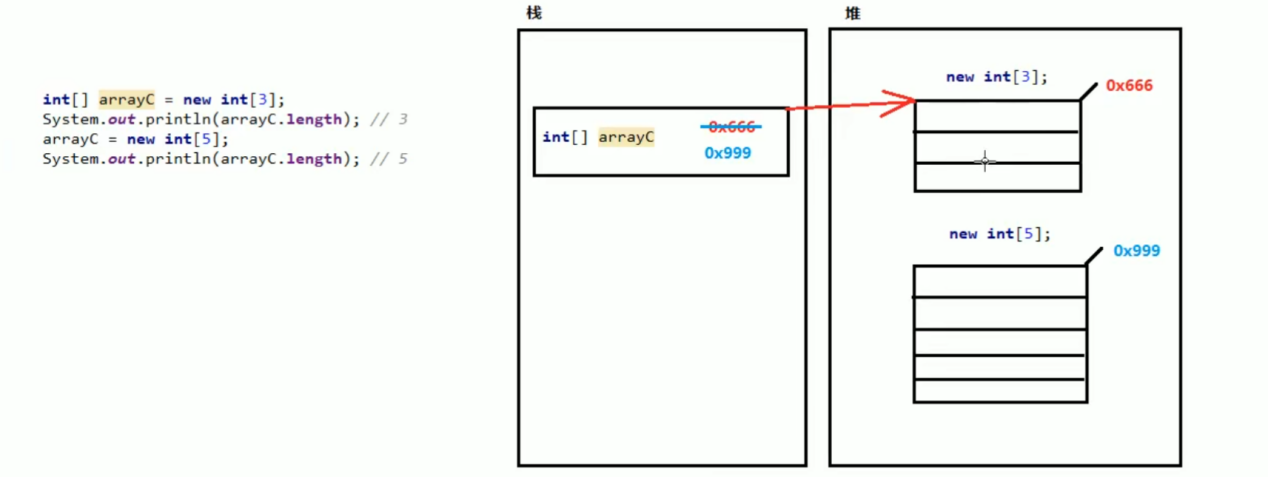 int[] arrayC = new int[3];
System.out.println(arrayC.length); // 3
arrayC = new int[5];
System.out.println(arrayC.length); // 5
栈
int[] arrayC
0x666
0x999
堆
new int[3];
0x666
new int[5];
0x999